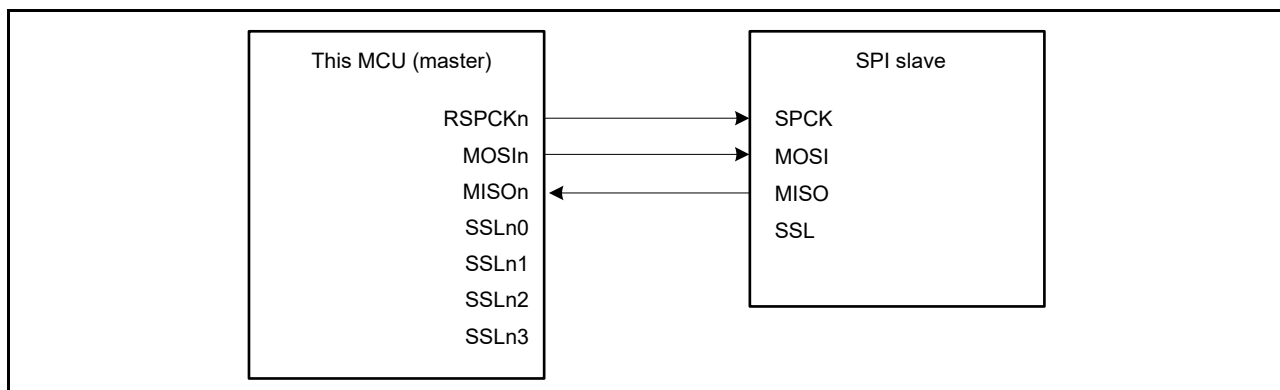 This MCU (master)
RSPCKn
MOSIn
MISOn
SSLn0
SSLn1
SSLn2
SSLn3
SPI slave
SPCK
MOSI
MISO
SSL